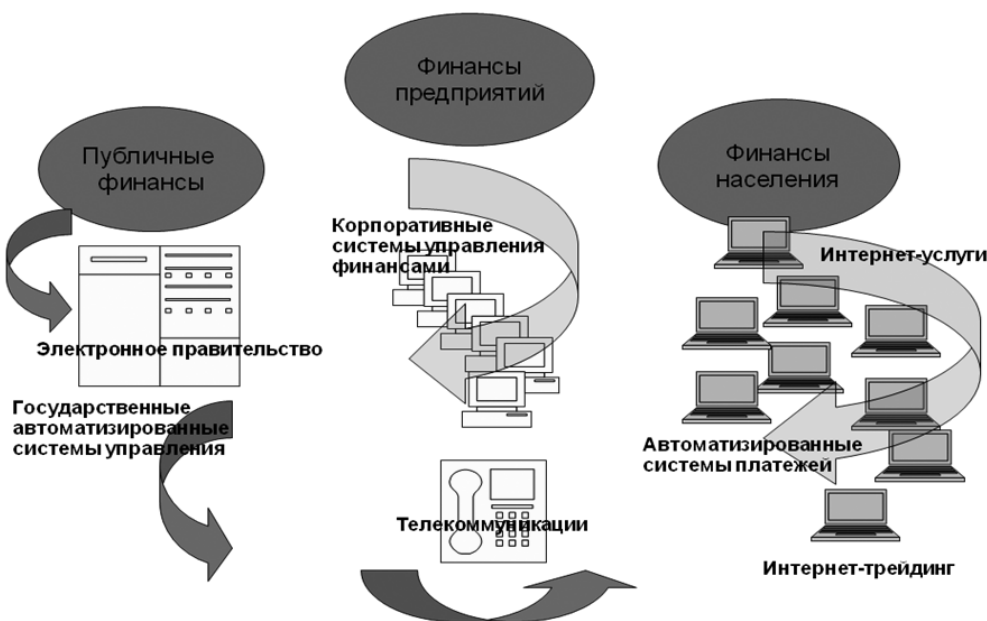 Финансы
предприятий
Публичные
финансы
Финансы
населения
Корпоративные
системы управления
финансами
Интернет-услуги
Электронное правительство
Государственные
автоматизированные
системы управления
Автоматизированные
системы платежей
Телекоммуникации
Интернет-трейдинг